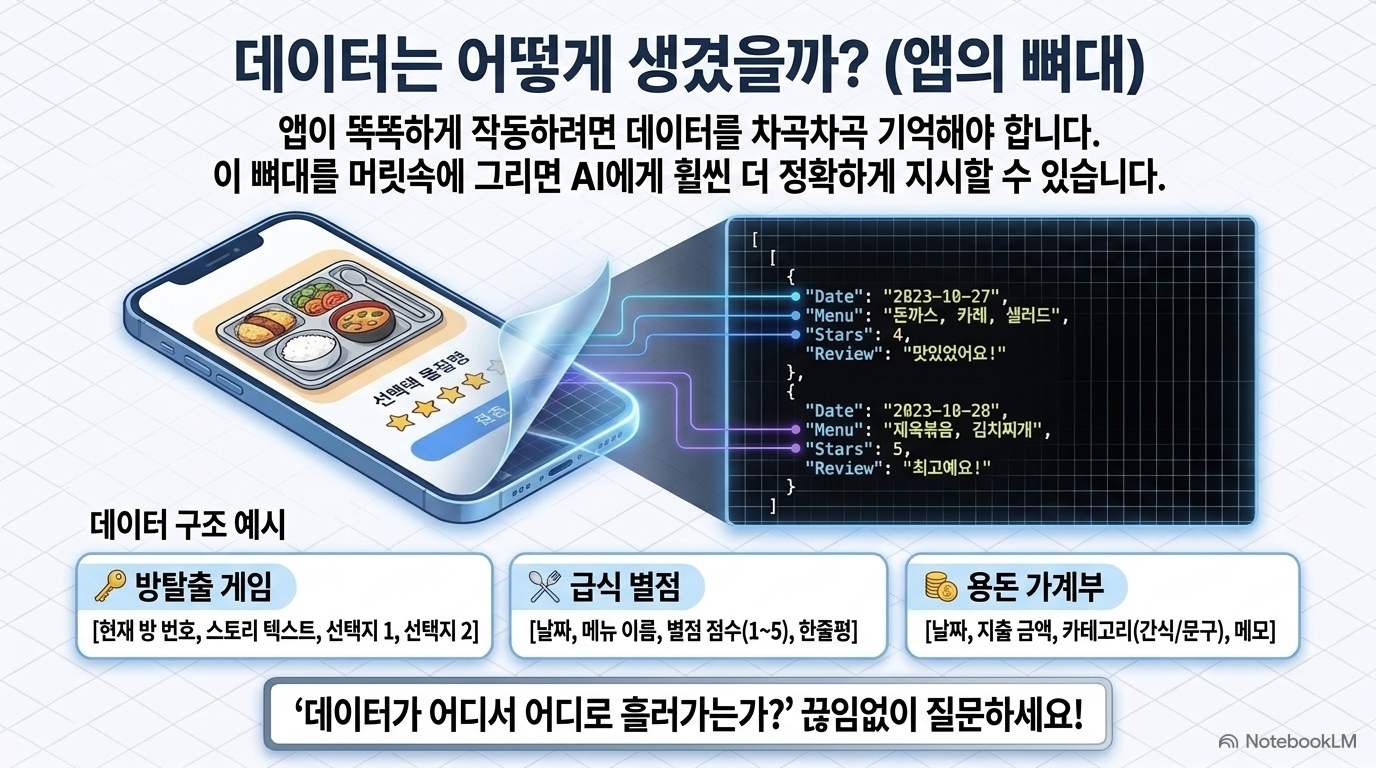 데이터는 어떻게 생겼을까? (앱의 뼈대)
앱이 똑똑하게 작동하려면 데이터를 차곡차곡 기억해야 합니다.
이 뼈대를 머릿속에 그리면 AI에게 훨씬 더 정확하게 지시할 수 있습니다.
선택택 몸질명
[
[
{
"Date": "2B23-10-27",
"Menu": "돈까스, 카레, 샐러드",
"Stars": 4,
"Review": "맛있었어요!"
},
{
"Date": "2023-10-28",
"Menu": "제육볶음, 김치찌개",
"Stars": 5,
"Review": "최고예요!"
}
]
데이터 구조 예시
방탈출 게임
[현재 방 번호, 스토리 텍스트, 선택지 1, 선택지 2]
급식 별점
[날짜, 메뉴 이름, 별점 점수(1~5), 한줄평]
용돈 가계부
[날짜, 지출 금액, 카테고리(간식/문구), 메모]
‘데이터가 어디서 어디로 흘러가는가?’ 끊임없이 질문하세요!
NotebookLM